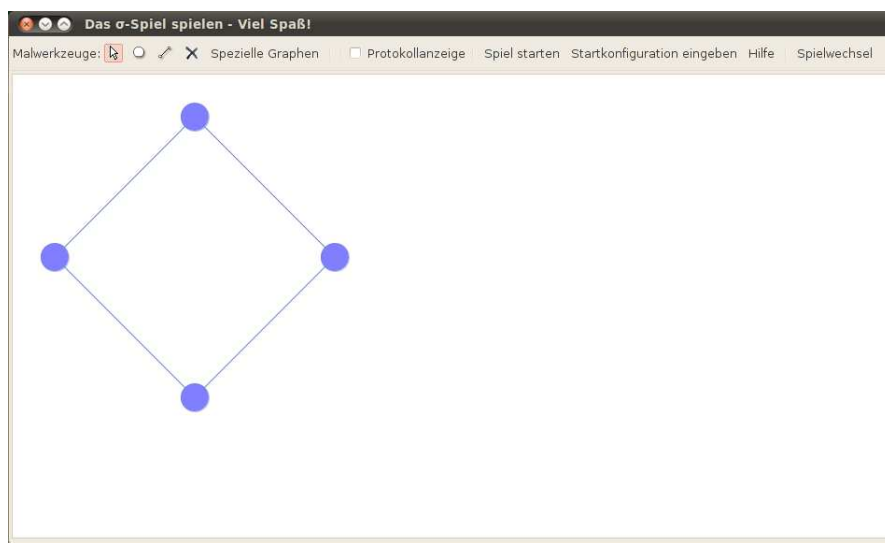 Das σ-Spiel spielen - Viel Spaß!
Malwerkzeuge: Spezielle Graphen Protokollanzeige Spiel starten Startkonfiguration eingeben Hilfe Spielwechsel